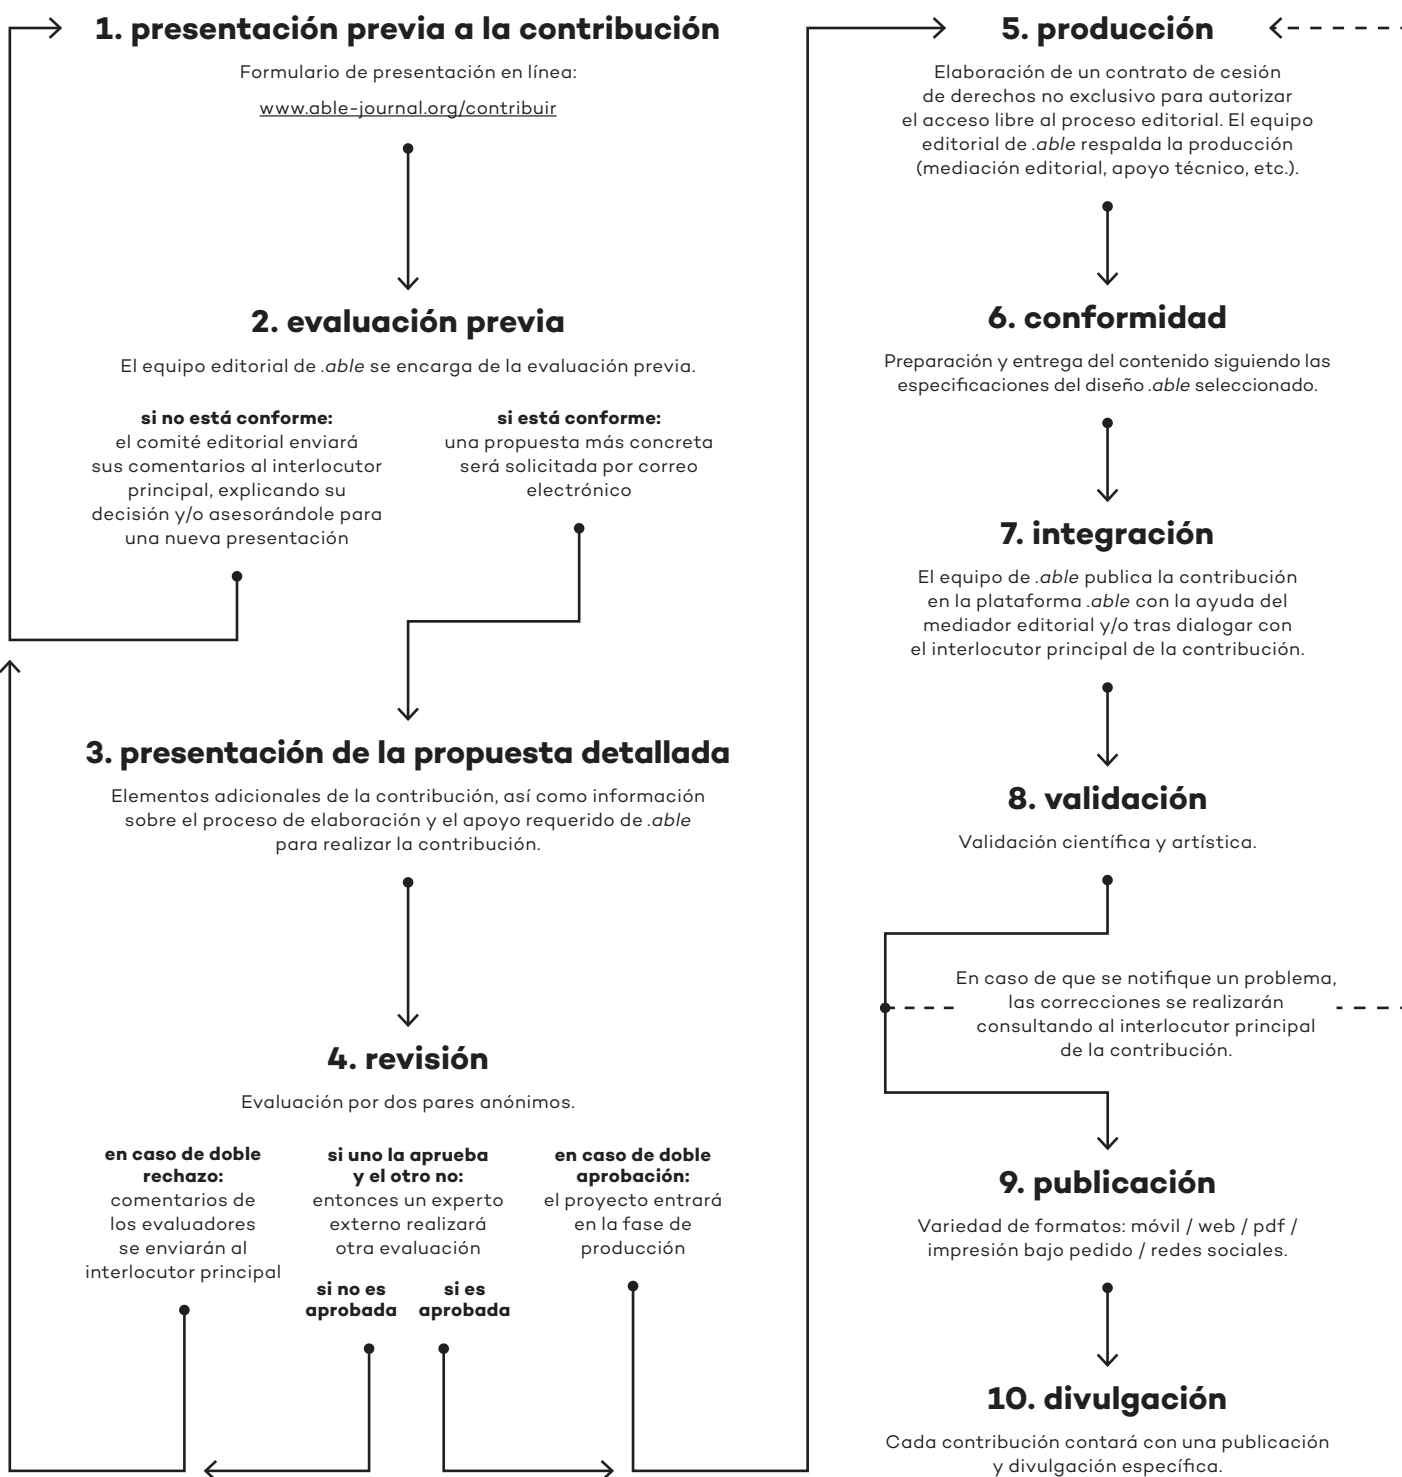 1. presentación previa a la contribución
Formulario de presentación en línea:
www.able-journal.org/contribuir
2. evaluación previa
El equipo editorial de .able se encarga de la evaluación previa.
si no está conforme:
el comité editorial enviará
sus comentarios al interlocutor
principal, explicando su
decisión y/o asesorándole para
una nueva presentación
si está conforme:
una propuesta más concreta
será solicitada por correo
electrónico
3. presentación de la propuesta detallada
Elementos adicionales de la contribución, así como información
sobre el proceso de elaboración y el apoyo requerido de .able
para realizar la contribución.
4. revisión
Evaluación por dos pares anónimos.
en caso de doble
rechazo:
comentarios de
los evaluadores
se enviarán al
interlocutor principal
si uno la aprueba
y el otro no:
entonces un experto
externo realizará
otra evaluación
si no es
aprobada
si es
aprobada
en caso de doble
aprobación:
el proyecto entrará
en la fase de
producción
5. producción
Elaboración de un contrato de cesión
de derechos no exclusivo para autorizar
el acceso libre al proceso editorial. El equipo
editorial de .able respalda la producción
(mediación editorial, apoyo técnico, etc.).
6. conformidad
Preparación y entrega del contenido siguiendo las
especificaciones del diseño .able seleccionado.
7. integración
El equipo de .able publica la contribución
en la plataforma .able con la ayuda del
mediador editorial y/o tras dialogar con
el interlocutor principal de la contribución.
8. validación
Validación científica y artística.
En caso de que se notifique un problema,
las correcciones se realizarán
consultando al interlocutor principal
de la contribución.
9. publicación
Variedad de formatos: móvil / web / pdf /
impresión bajo pedido / redes sociales.
10. divulgación
Cada contribución contará con una publicación
y divulgación específica.